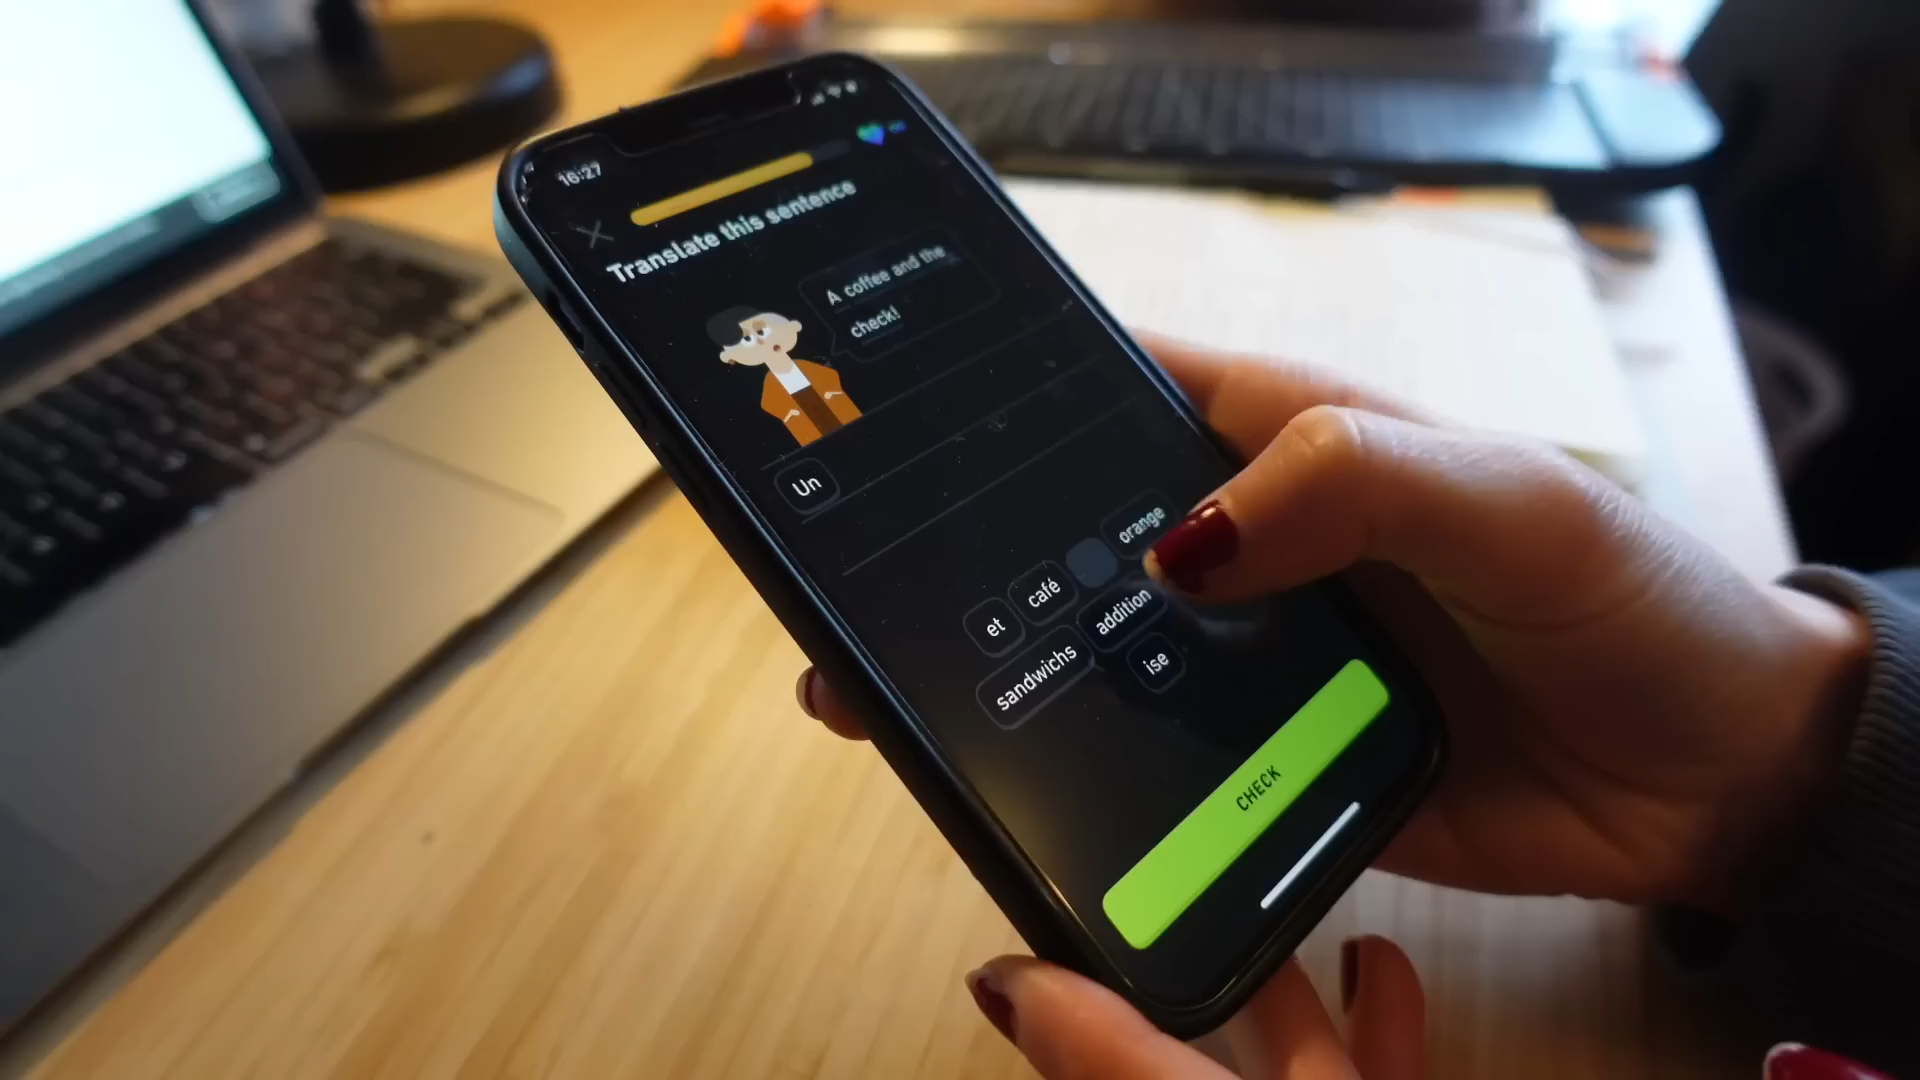 16:27
Translate this sentence
A coffee and the
check!
Un
et café orange
sandwichs addition
ise
CHECK